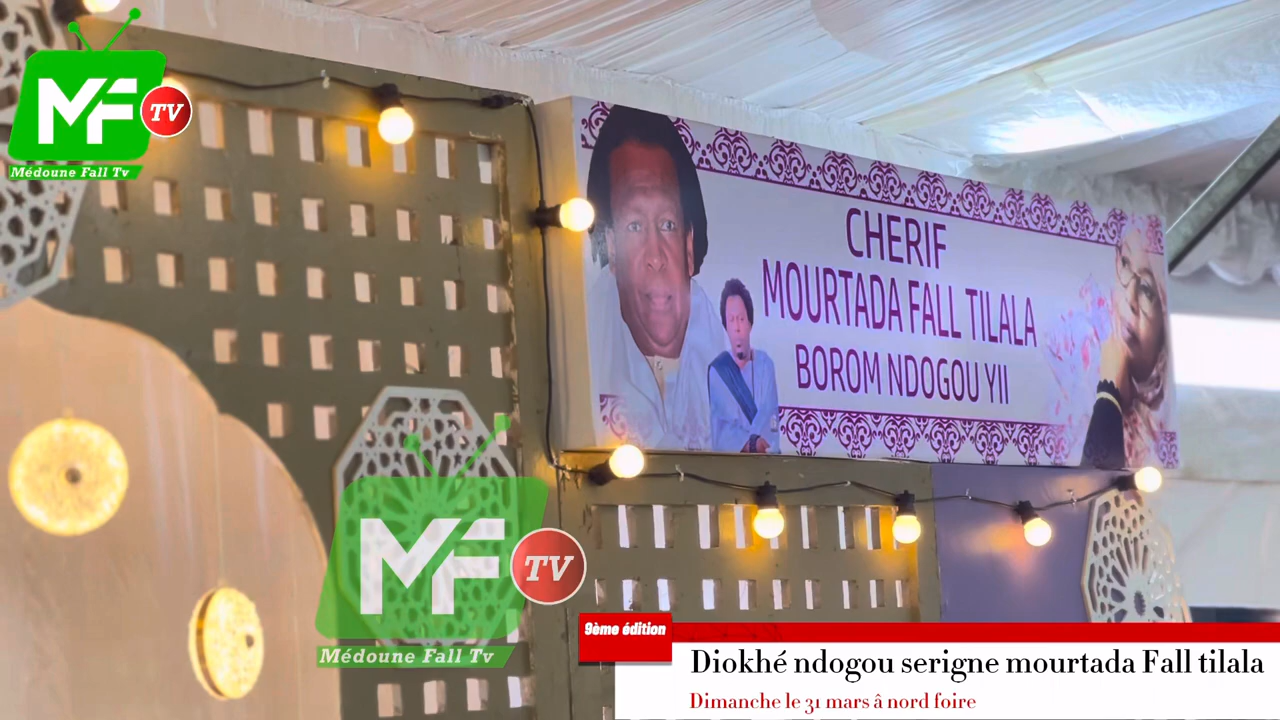 MF TV
Médoune Fall Tv
CHERIF
MOURTADA FALL TILALA
BOROM NDOGOU YII
MF TV
Médoune Fall Tv
9ème édition
Diokhé ndogou serigne mourtada Fall tilala
Dimanche le 31 mars â nord foire